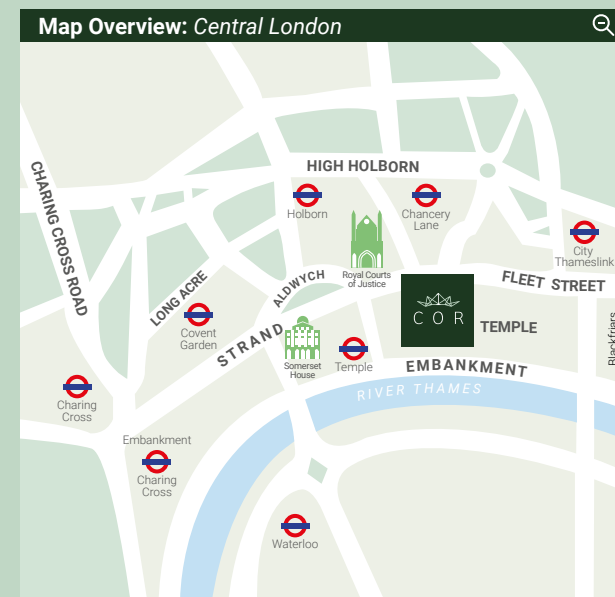 Map Overview: Central London
HIGH HOLBORN
CHARING CROSS ROAD
Holborn
Chancery
Lane
City
Thameslink
Royal Courts
of Justice
LONG ACRE
ALDWYCH
FLEET STREET
Covent
Garden
STRAND
COR
TEMPLE
Blackfriars
Somerset
House
Temple
EMBANKMENT
RIVER THAMES
Charing
Cross
Embankment
Charing
Cross
Waterloo